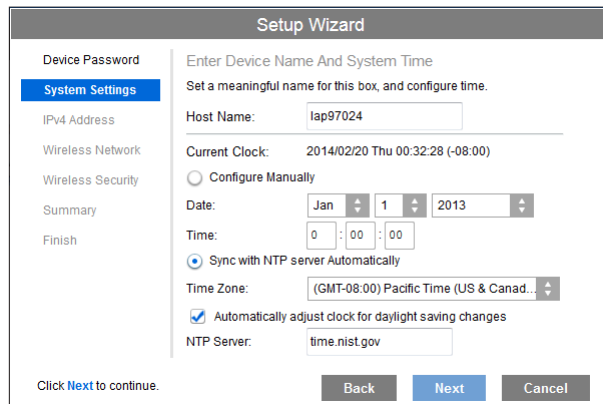 Setup Wizard
Device Password
System Settings
IPv4 Address
Wireless Network
Wireless Security
Summary
Finish
Enter Device Name And System Time
Set a meaningful name for this box, and configure time.
Host Name: lap97024
Current Clock: 2014/02/20 Thu 00:32:28 (-08:00)
Configure Manually
Date: Jan 1 2013
Time: 0 : 00 : 00
Sync with NTP server Automatically
Time Zone: (GMT-08:00) Pacific Time (US & Canad...
Automatically adjust clock for daylight saving changes
NTP Server: time.nist.gov
Click Next to continue.
Back Next Cancel